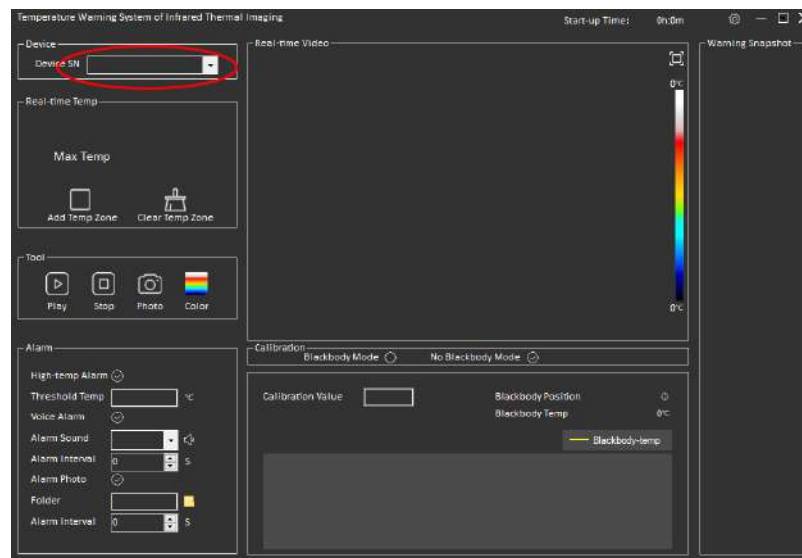 Temperature Warning System of Infrared Thermal Imaging
Start-up Time: 0h:0m
Device
Device SN
Real-time Temp
Max Temp
Add Temp Zone Clear Temp Zone
Tool
Play Stop Photo Color
Alarm
High-temp Alarm
Threshold Temp ℃
Voice Alarm
Alarm Sound
Alarm Interval 0 S
Alarm Photo
Folder
Alarm Interval 0 S
Real-time Video
0℃
0℃
Calibration
Blackbody Mode No Blackbody Mode
Calibration Value
Blackbody Position
Blackbody Temp 0℃
Blackbody-temp
Warning Snapshot